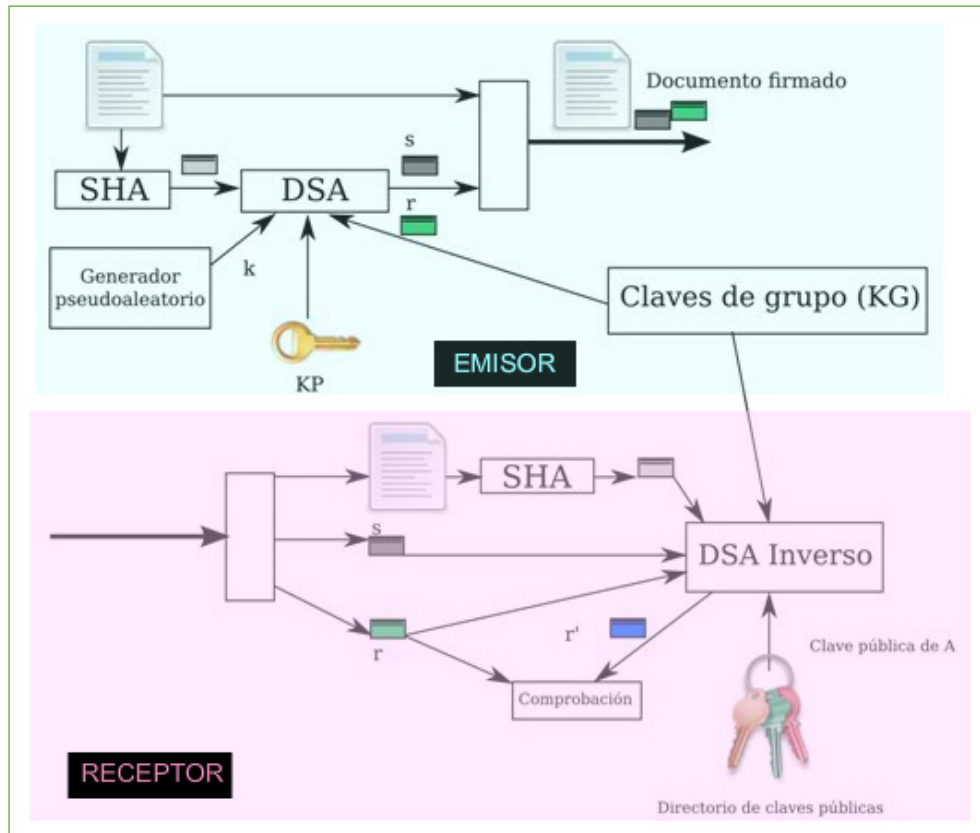 Documento firmado
s
SHA
DSA
r
Generador
pseudoaleatorio
k
Claves de grupo (KG)
KP
EMISOR
SHA
s
DSA Inverso
r'
r
Clave pública de A
Comprobación
RECEPTOR
Directorio de claves públicas